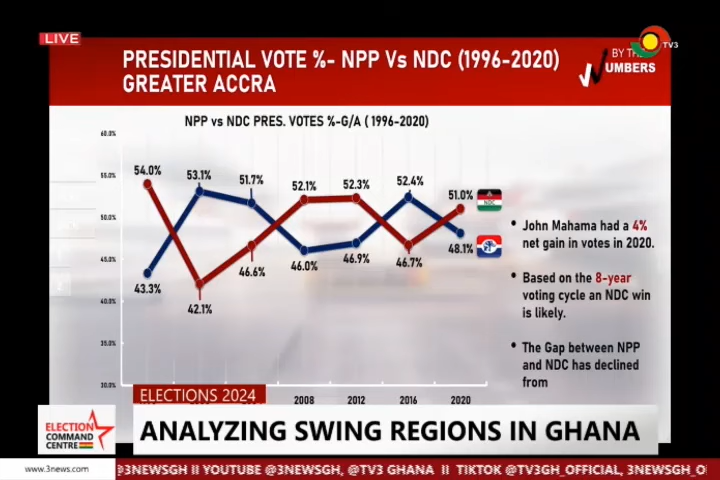 LIVE
PRESIDENTIAL VOTE %- NPP Vs NDC (1996-2020)
GREATER ACCRA
BY THE
UMBERS
TV3
NPP vs NDC PRES. VOTES %-G/A (1996-2020)
60.0%
55.0%
50.0%
45.0%
40.0%
35.0%
30.0%
54.0%
53.1%
51.7%
52.1%
52.3%
52.4%
51.0%
43.3%
42.1%
46.6%
46.0%
46.9%
46.7%
48.1%
NDC
2008
2012
2016
2020
• John Mahama had a 4%
net gain in votes in 2020.
• Based on the 8-year
voting cycle an NDC win
is likely.
• The Gap between NPP
and NDC has declined
from
ELECTIONS 2024
ELECTION
COMMAND
CENTRE
ANALYZING SWING REGIONS IN GHANA
www.3news.com
@3NEWSGH II YOUTUBE @3NEWSGH, @TV3 GHANA II TIKTOK @TV3GH_OFFICIAL, 3NEWSGH_O